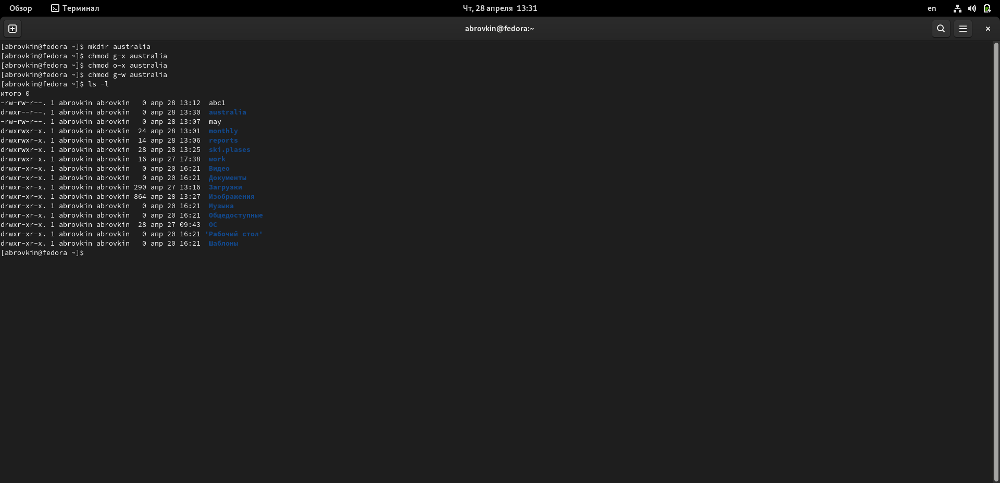 Обзор Терминал Чт, 28 апреля 13:31 en
abrovkin@fedora:~
[abrovkin@fedora ~]$ mkdir australia
[abrovkin@fedora ~]$ chmod g-x australia
[abrovkin@fedora ~]$ chmod o-x australia
[abrovkin@fedora ~]$ chmod g-w australia
[abrovkin@fedora ~]$ ls -l
итого 0
-rw-rw-r--. 1 abrovkin abrovkin   0 апр 28 13:12  abc1
drwxr--r--. 1 abrovkin abrovkin   0 апр 28 13:30  australia
-rw-rw-r--. 1 abrovkin abrovkin   0 апр 28 13:07  may
drwxrwxr-x. 1 abrovkin abrovkin  24 апр 28 13:01  monthly
drwxrwxr-x. 1 abrovkin abrovkin  14 апр 28 13:06  reports
drwxrwxr-x. 1 abrovkin abrovkin  28 апр 28 13:25  ski.plases
drwxrwxr-x. 1 abrovkin abrovkin  16 апр 27 17:38  work
drwxr-xr-x. 1 abrovkin abrovkin   0 апр 20 16:21  Видео
drwxr-xr-x. 1 abrovkin abrovkin   0 апр 20 16:21  Документы
drwxr-xr-x. 1 abrovkin abrovkin 290 апр 27 13:16  Загрузки
drwxr-xr-x. 1 abrovkin abrovkin 864 апр 28 13:27  Изображения
drwxr-xr-x. 1 abrovkin abrovkin   0 апр 20 16:21  Музыка
drwxr-xr-x. 1 abrovkin abrovkin   0 апр 20 16:21  Общедоступные
drwxr-xr-x. 1 abrovkin abrovkin  28 апр 27 09:43  ОС
drwxr-xr-x. 1 abrovkin abrovkin   0 апр 20 16:21 'Рабочий стол'
drwxr-xr-x. 1 abrovkin abrovkin   0 апр 20 16:21  Шаблоны
[abrovkin@fedora ~]$